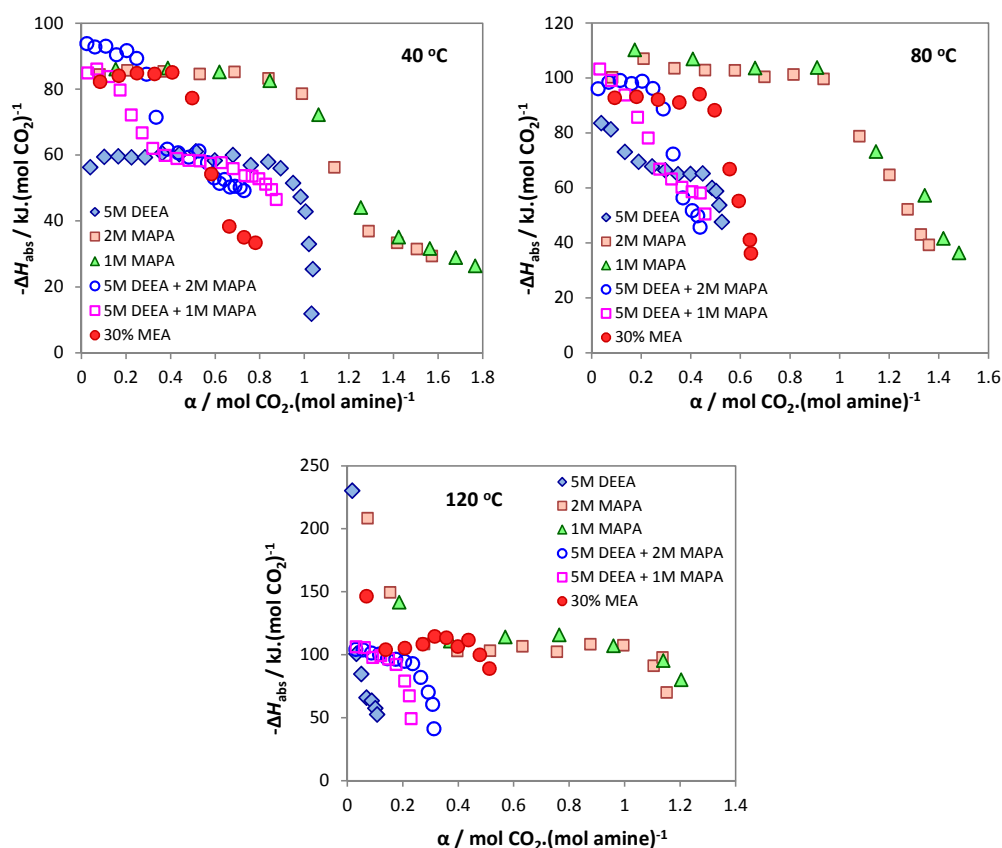 40 °C
-ΔHabs / kJ.(mol CO2)-1
100
80
60
40
20
0
5M DEEA
2M MAPA
1M MAPA
5M DEEA + 2M MAPA
5M DEEA + 1M MAPA
30% MEA
0 0.2 0.4 0.6 0.8 1 1.2 1.4 1.6 1.8
α / mol CO2.(mol amine)-1
80 °C
-ΔHabs / kJ.(mol CO2)-1
120
100
80
60
40
20
0
5M DEEA
2M MAPA
1M MAPA
5M DEEA + 2M MAPA
5M DEEA + 1M MAPA
30% MEA
0 0.2 0.4 0.6 0.8 1 1.2 1.4 1.6
α / mol CO2.(mol amine)-1
120 °C
-ΔHabs / kJ.(mol CO2)-1
250
200
150
100
50
0
5M DEEA
2M MAPA
1M MAPA
5M DEEA + 2M MAPA
5M DEEA + 1M MAPA
30% MEA
0 0.2 0.4 0.6 0.8 1 1.2 1.4
α / mol CO2.(mol amine)-1